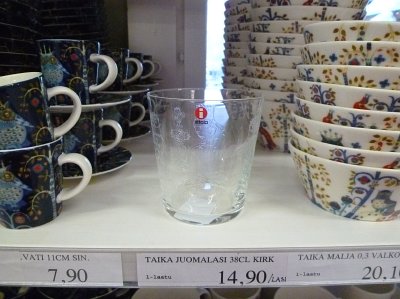 i
iittala
.VATI 11CM SIN.
7,90
TAIKA JUOMALASI 38CL KIRK
1-laatu
14,90/LASI
TAIKA MALJA 0,3 VALKO
1-laatu
20,10